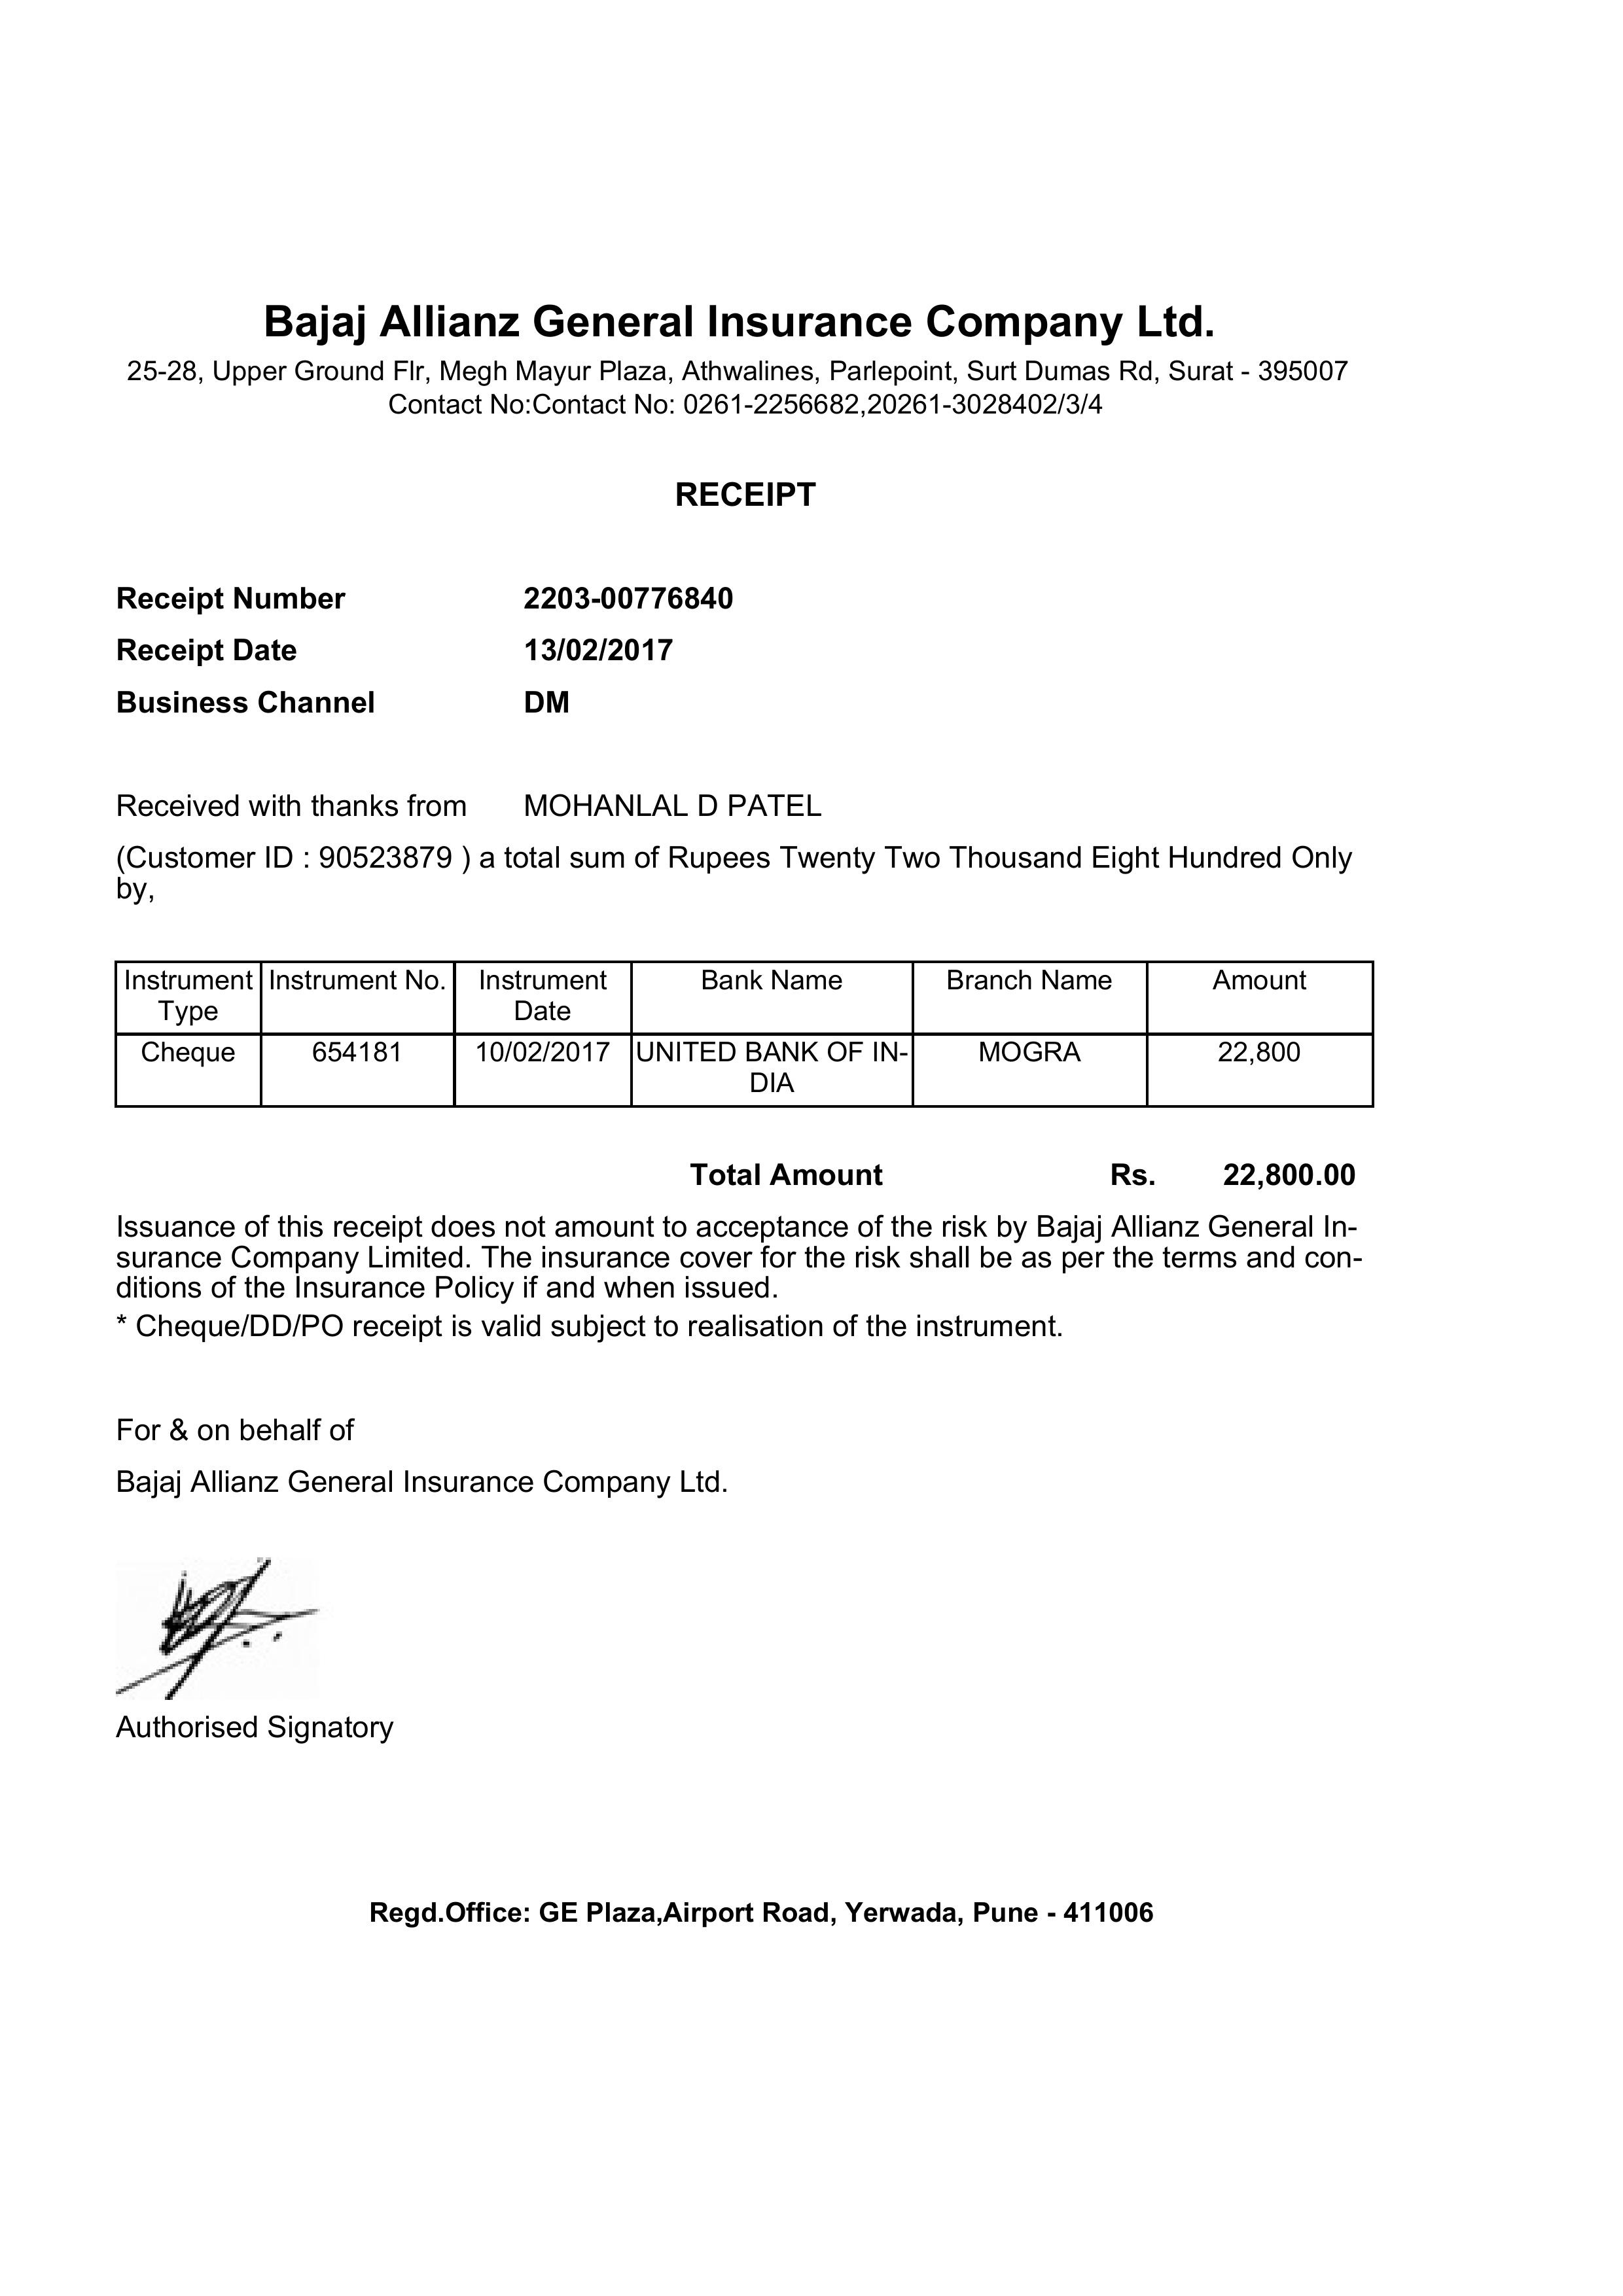 Bajaj Allianz General Insurance Company Ltd.
25-28, Upper Ground Flr, Megh Mayur Plaza, Athwalines, Parlepoint, Surt Dumas Rd, Surat - 395007
Contact No:Contact No: 0261-2256682,20261-3028402/3/4
RECEIPT
Receipt Number 2203-00776840
Receipt Date 13/02/2017
Business Channel DM
Received with thanks from MOHANLAL D PATEL
(Customer ID : 90523879 ) a total sum of Rupees Twenty Two Thousand Eight Hundred Only
by,
Instrument Type Instrument No. Instrument Date Bank Name Branch Name Amount
Cheque 654181 10/02/2017 UNITED BANK OF IN-DIA MOGRA 22,800
Total Amount Rs. 22,800.00
Issuance of this receipt does not amount to acceptance of the risk by Bajaj Allianz General In-
surance Company Limited. The insurance cover for the risk shall be as per the terms and con-
ditions of the Insurance Policy if and when issued.
* Cheque/DD/PO receipt is valid subject to realisation of the instrument.
For & on behalf of
Bajaj Allianz General Insurance Company Ltd.
Authorised Signatory
Regd.Office: GE Plaza,Airport Road, Yerwada, Pune - 411006